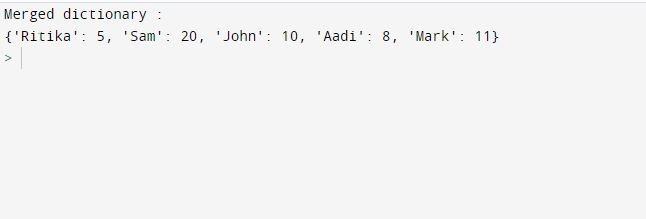 Merged dictionary :
{'Ritika': 5, 'Sam': 20, 'John': 10, 'Aadi': 8, 'Mark': 11}
>